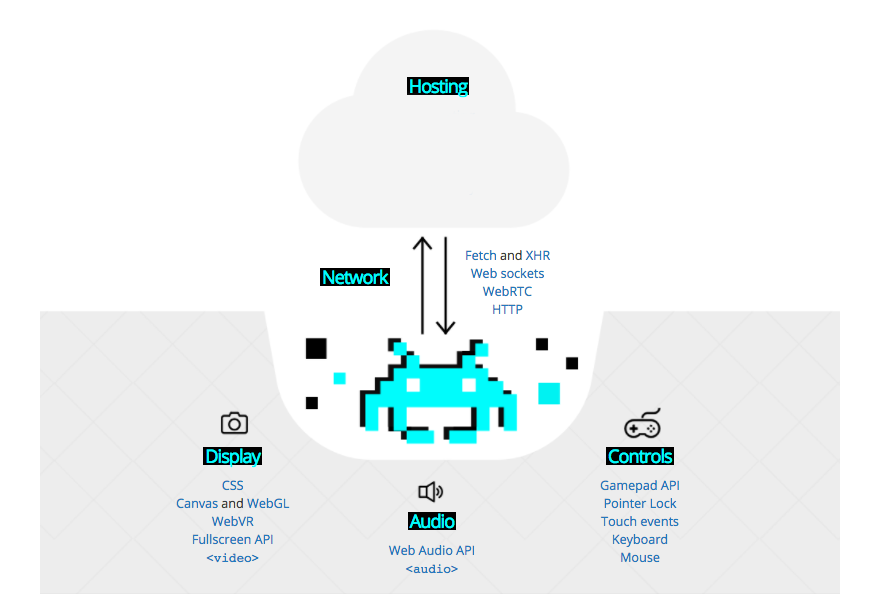 Hosting
Network
Fetch and XHR
Web sockets
WebRTC
HTTP
Display
CSS
Canvas and WebGL
WebVR
Fullscreen API
<video>
Audio
Web Audio API
<audio>
Controls
Gamepad API
Pointer Lock
Touch events
Keyboard
Mouse